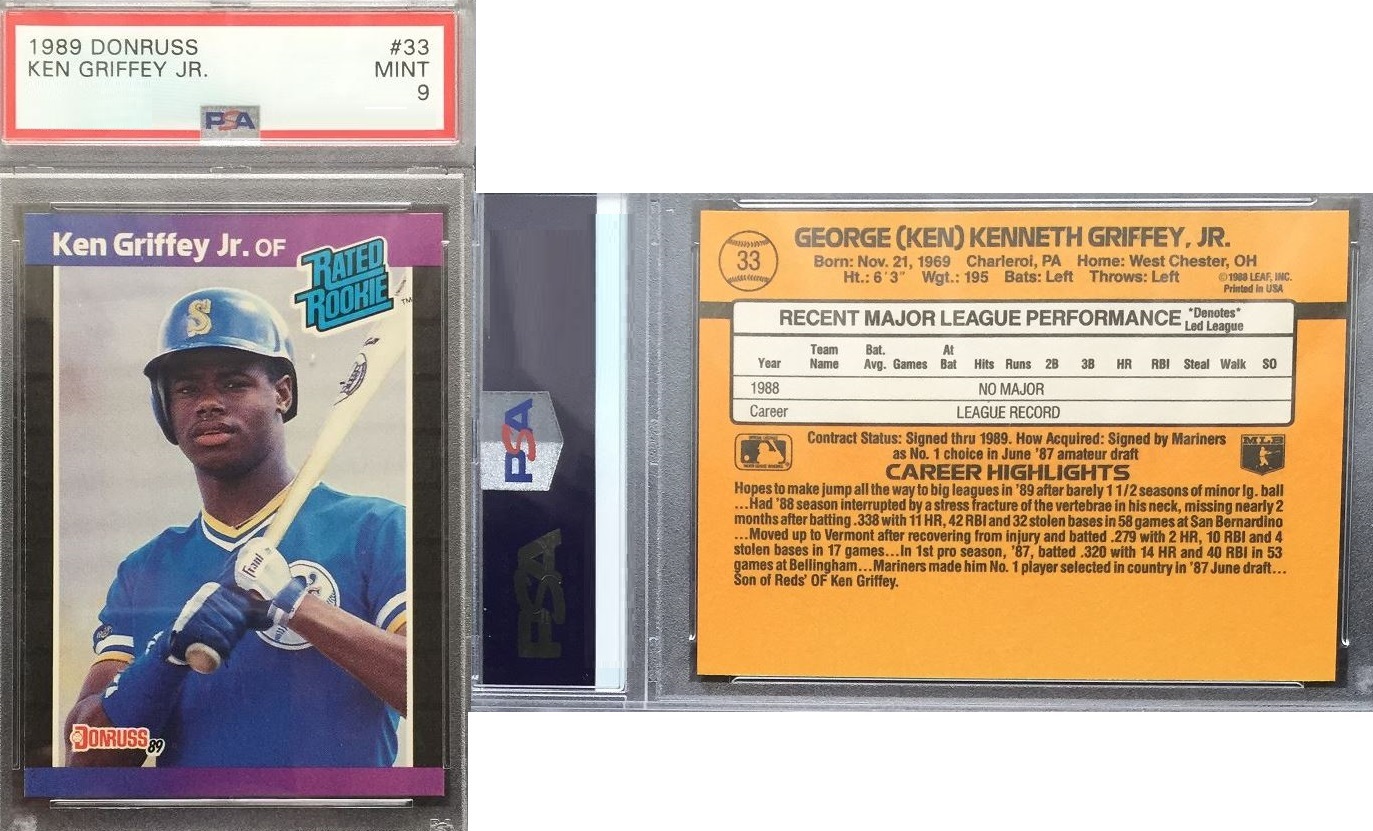 1989 DONRUSS #33
KEN GRIFFEY JR. MINT
9
PSA
Ken Griffey Jr. OF
RATED
ROOKIE
TM
S
Franklin
DONRUSS 89
PSA
PSA
33
GEORGE (KEN) KENNETH GRIFFEY, JR.
Born: Nov. 21, 1969 Charleroi, PA Home: West Chester, OH
Ht.: 6'3" Wgt.: 195 Bats: Left Throws: Left
©1988 LEAF, INC.
Printed in USA
RECENT MAJOR LEAGUE PERFORMANCE *Denotes*
Led League
Year Team Name Bat. Avg. Games At Bat Hits Runs 2B 3B HR RBI Steal Walk SO
1988 NO MAJOR
Career LEAGUE RECORD
Contract Status: Signed thru 1989. How Acquired: Signed by Mariners
as No. 1 choice in June '87 amateur draft
MLB
CAREER HIGHLIGHTS
Hopes to make jump all the way to big leagues in '89 after barely 1 1/2 seasons of minor lg. ball
...Had '88 season interrupted by a stress fracture of the vertebrae in his neck, missing nearly 2
months after batting .338 with 11 HR, 42 RBI and 32 stolen bases in 58 games at San Bernardino
...Moved up to Vermont after recovering from injury and batted .279 with 2 HR, 10 RBI and 4
stolen bases in 17 games...In 1st pro season, '87, batted .320 with 14 HR and 40 RBI in 53
games at Bellingham...Mariners made him No. 1 player selected in country in '87 June draft...
Son of Reds' OF Ken Griffey.